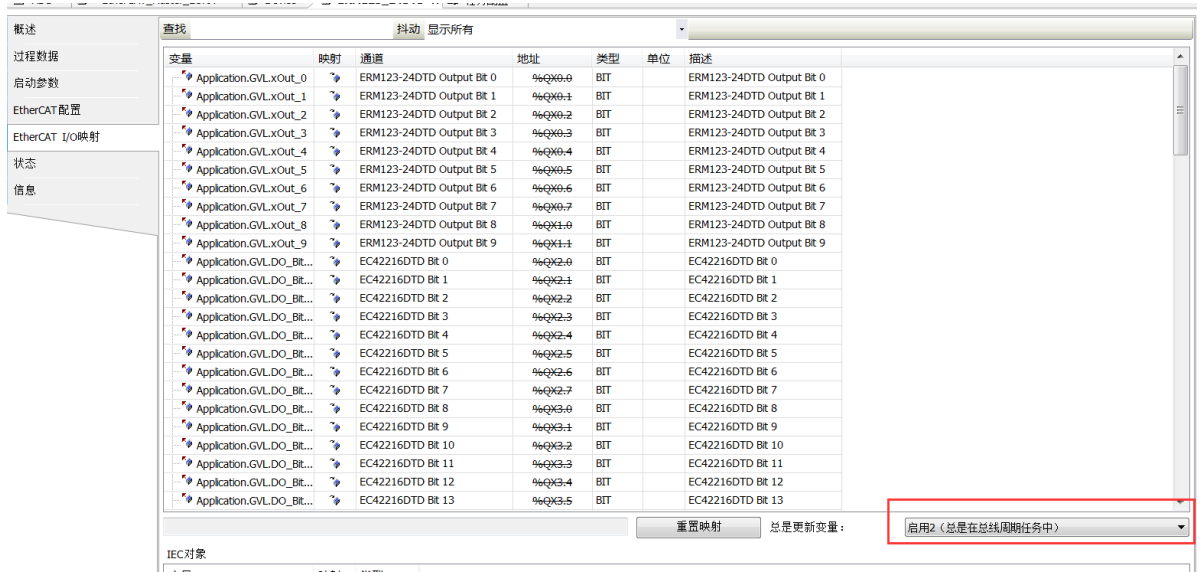 概述
过程数据
启动参数
EtherCAT配置
EtherCAT I/O映射
状态
信息
查找 抖动 显示所有
变量 映射 通道 地址 类型 单位 描述
Application.GVL.xOut_0 ERM123-24DTD Output Bit 0 %QX0.0 BIT ERM123-24DTD Output Bit 0
Application.GVL.xOut_1 ERM123-24DTD Output Bit 1 %QX0.1 BIT ERM123-24DTD Output Bit 1
Application.GVL.xOut_2 ERM123-24DTD Output Bit 2 %QX0.2 BIT ERM123-24DTD Output Bit 2
Application.GVL.xOut_3 ERM123-24DTD Output Bit 3 %QX0.3 BIT ERM123-24DTD Output Bit 3
Application.GVL.xOut_4 ERM123-24DTD Output Bit 4 %QX0.4 BIT ERM123-24DTD Output Bit 4
Application.GVL.xOut_5 ERM123-24DTD Output Bit 5 %QX0.5 BIT ERM123-24DTD Output Bit 5
Application.GVL.xOut_6 ERM123-24DTD Output Bit 6 %QX0.6 BIT ERM123-24DTD Output Bit 6
Application.GVL.xOut_7 ERM123-24DTD Output Bit 7 %QX0.7 BIT ERM123-24DTD Output Bit 7
Application.GVL.xOut_8 ERM123-24DTD Output Bit 8 %QX1.0 BIT ERM123-24DTD Output Bit 8
Application.GVL.xOut_9 ERM123-24DTD Output Bit 9 %QX1.1 BIT ERM123-24DTD Output Bit 9
Application.GVL.DO_Bit... EC42216DTD Bit 0 %QX2.0 BIT EC42216DTD Bit 0
Application.GVL.DO_Bit... EC42216DTD Bit 1 %QX2.1 BIT EC42216DTD Bit 1
Application.GVL.DO_Bit... EC42216DTD Bit 2 %QX2.2 BIT EC42216DTD Bit 2
Application.GVL.DO_Bit... EC42216DTD Bit 3 %QX2.3 BIT EC42216DTD Bit 3
Application.GVL.DO_Bit... EC42216DTD Bit 4 %QX2.4 BIT EC42216DTD Bit 4
Application.GVL.DO_Bit... EC42216DTD Bit 5 %QX2.5 BIT EC42216DTD Bit 5
Application.GVL.DO_Bit... EC42216DTD Bit 6 %QX2.6 BIT EC42216DTD Bit 6
Application.GVL.DO_Bit... EC42216DTD Bit 7 %QX2.7 BIT EC42216DTD Bit 7
Application.GVL.DO_Bit... EC42216DTD Bit 8 %QX3.0 BIT EC42216DTD Bit 8
Application.GVL.DO_Bit... EC42216DTD Bit 9 %QX3.1 BIT EC42216DTD Bit 9
Application.GVL.DO_Bit... EC42216DTD Bit 10 %QX3.2 BIT EC42216DTD Bit 10
Application.GVL.DO_Bit... EC42216DTD Bit 11 %QX3.3 BIT EC42216DTD Bit 11
Application.GVL.DO_Bit... EC42216DTD Bit 12 %QX3.4 BIT EC42216DTD Bit 12
Application.GVL.DO_Bit... EC42216DTD Bit 13 %QX3.5 BIT EC42216DTD Bit 13
重置映射 总是更新变量： 启用2（总是在总线周期任务中）
IEC对象